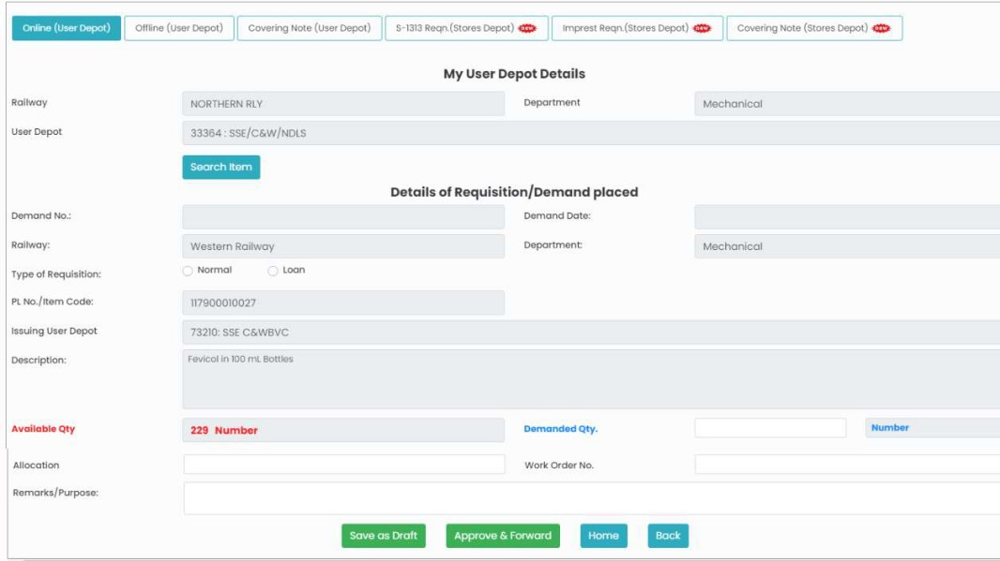 Online (User Depot) Offline (User Depot) Covering Note (User Depot) S-1313 Reqn.(Stores Depot) new Imprest Reqn.(Stores Depot) new Covering Note (Stores Depot) new
My User Depot Details
Railway NORTHERN RLY Department Mechanical
User Depot 33364 : SSE/C&W/NDLS
Search Item
Details of Requisition/Demand placed
Demand No.: Demand Date:
Railway: Western Railway Department: Mechanical
Type of Requisition: Normal Loan
PL No./Item Code: 117900010027
Issuing User Depot 73210: SSE C&WBVC
Description: Fevicol in 100 mL Bottles
Available Qty 229 Number Demanded Qty. Number
Allocation Work Order No.
Remarks/Purpose:
Save as Draft Approve & Forward Home Back